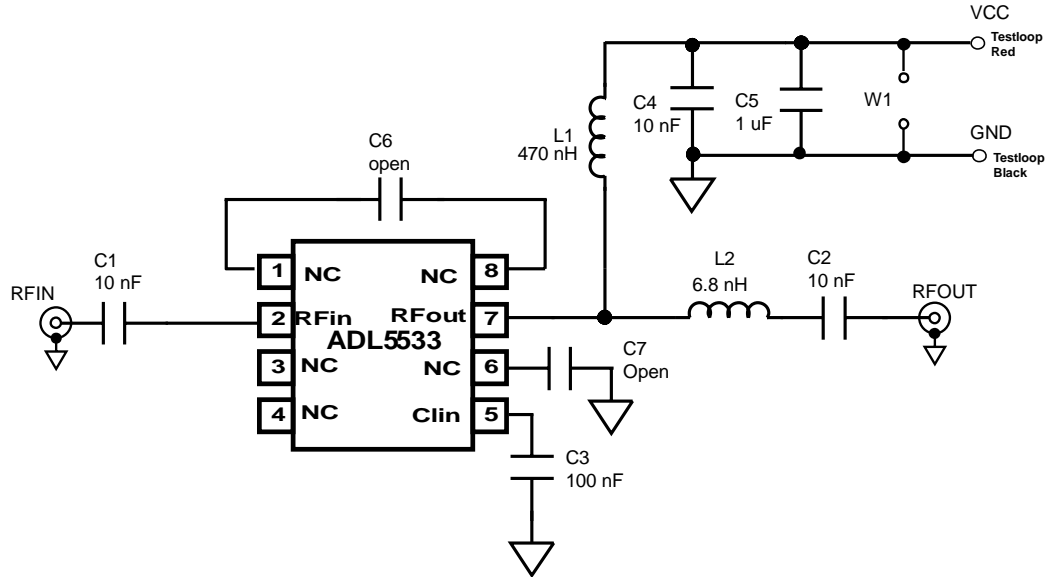 VCC
Testloop
Red
C4
10 nF
C5
1 uF
W1
L1
470 nH
GND
Testloop
Black
C6
open
C1
10 nF
RFIN
1
NC
NC
8
2
RFin
RFout
7
ADL5533
3
NC
NC
6
4
NC
Clin
5
L2
6.8 nH
C2
10 nF
RFOUT
C7
Open
C3
100 nF